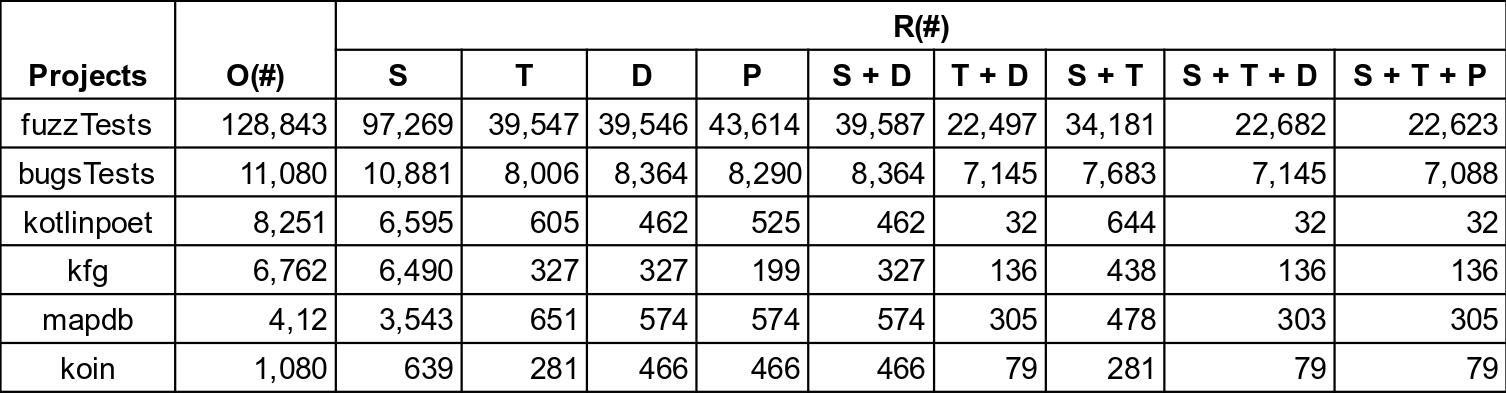 R(#)
Projects O(#) S T D P S + D T + D S + T S + T + D S + T + P
fuzzTests 128,843 97,269 39,547 39,546 43,614 39,587 22,497 34,181 22,682 22,623
bugsTests 11,080 10,881 8,006 8,364 8,290 8,364 7,145 7,683 7,145 7,088
kotlinpoet 8,251 6,595 605 462 525 462 32 644 32 32
kfg 6,762 6,490 327 327 199 327 136 438 136 136
mapdb 4,12 3,543 651 574 574 574 305 478 303 305
koin 1,080 639 281 466 466 466 79 281 79 79